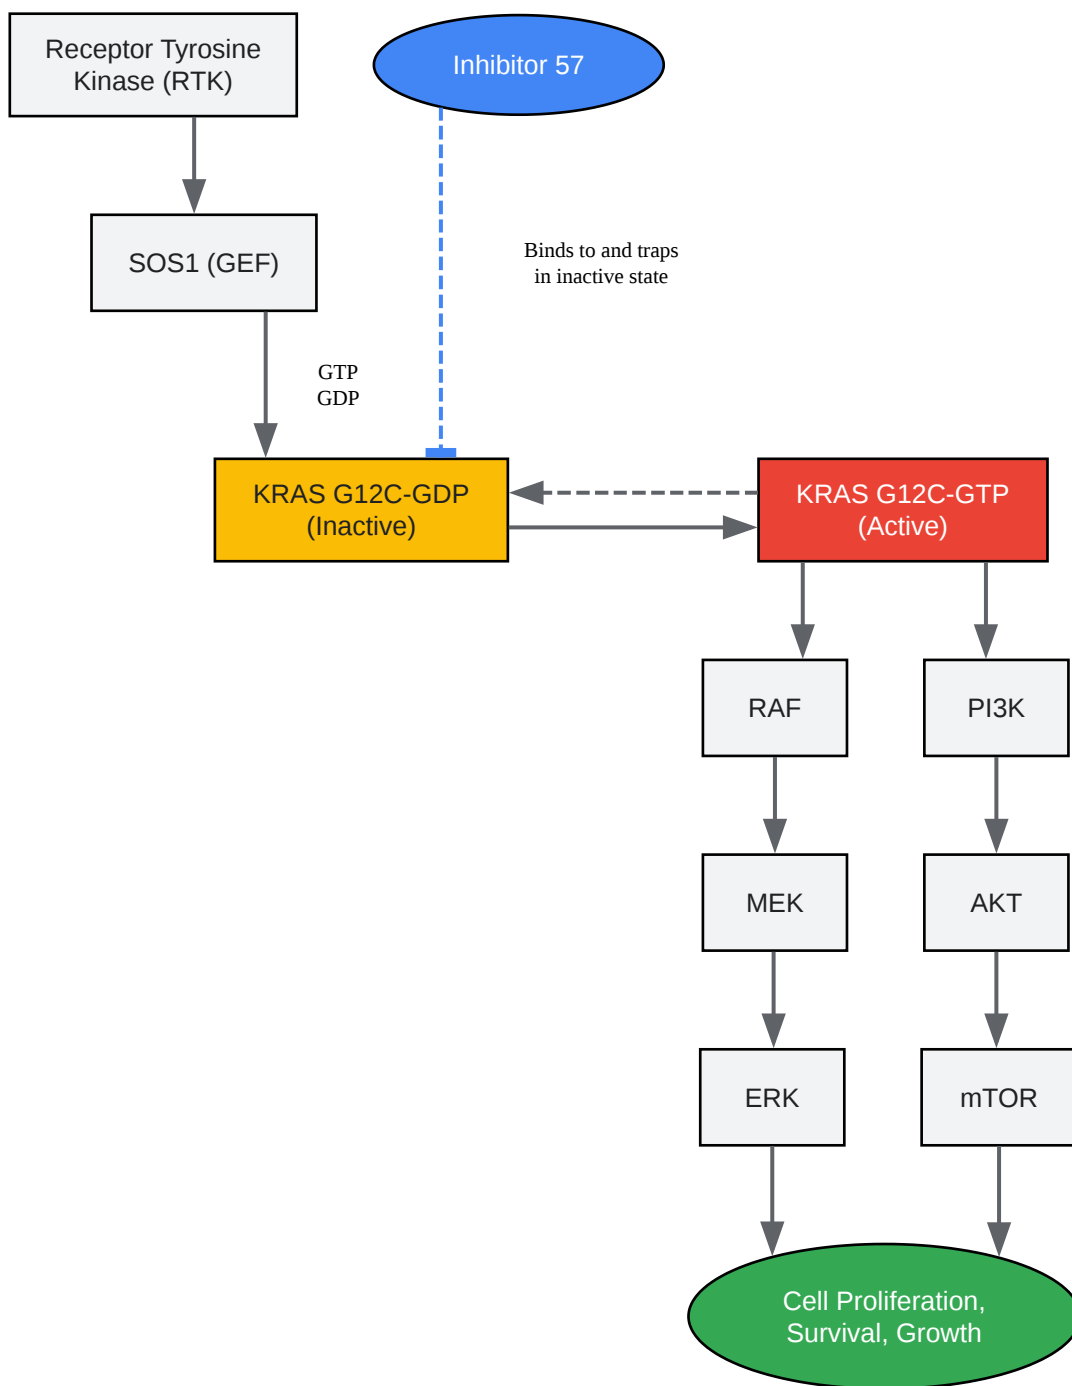 Receptor Tyrosine
Kinase (RTK)
Inhibitor 57
SOS1 (GEF)
Binds to and traps
in inactive state
GTP
GDP
KRAS G12C-GDP
(Inactive)
KRAS G12C-GTP
(Active)
RAF
PI3K
MEK
AKT
ERK
mTOR
Cell Proliferation,
Survival, Growth